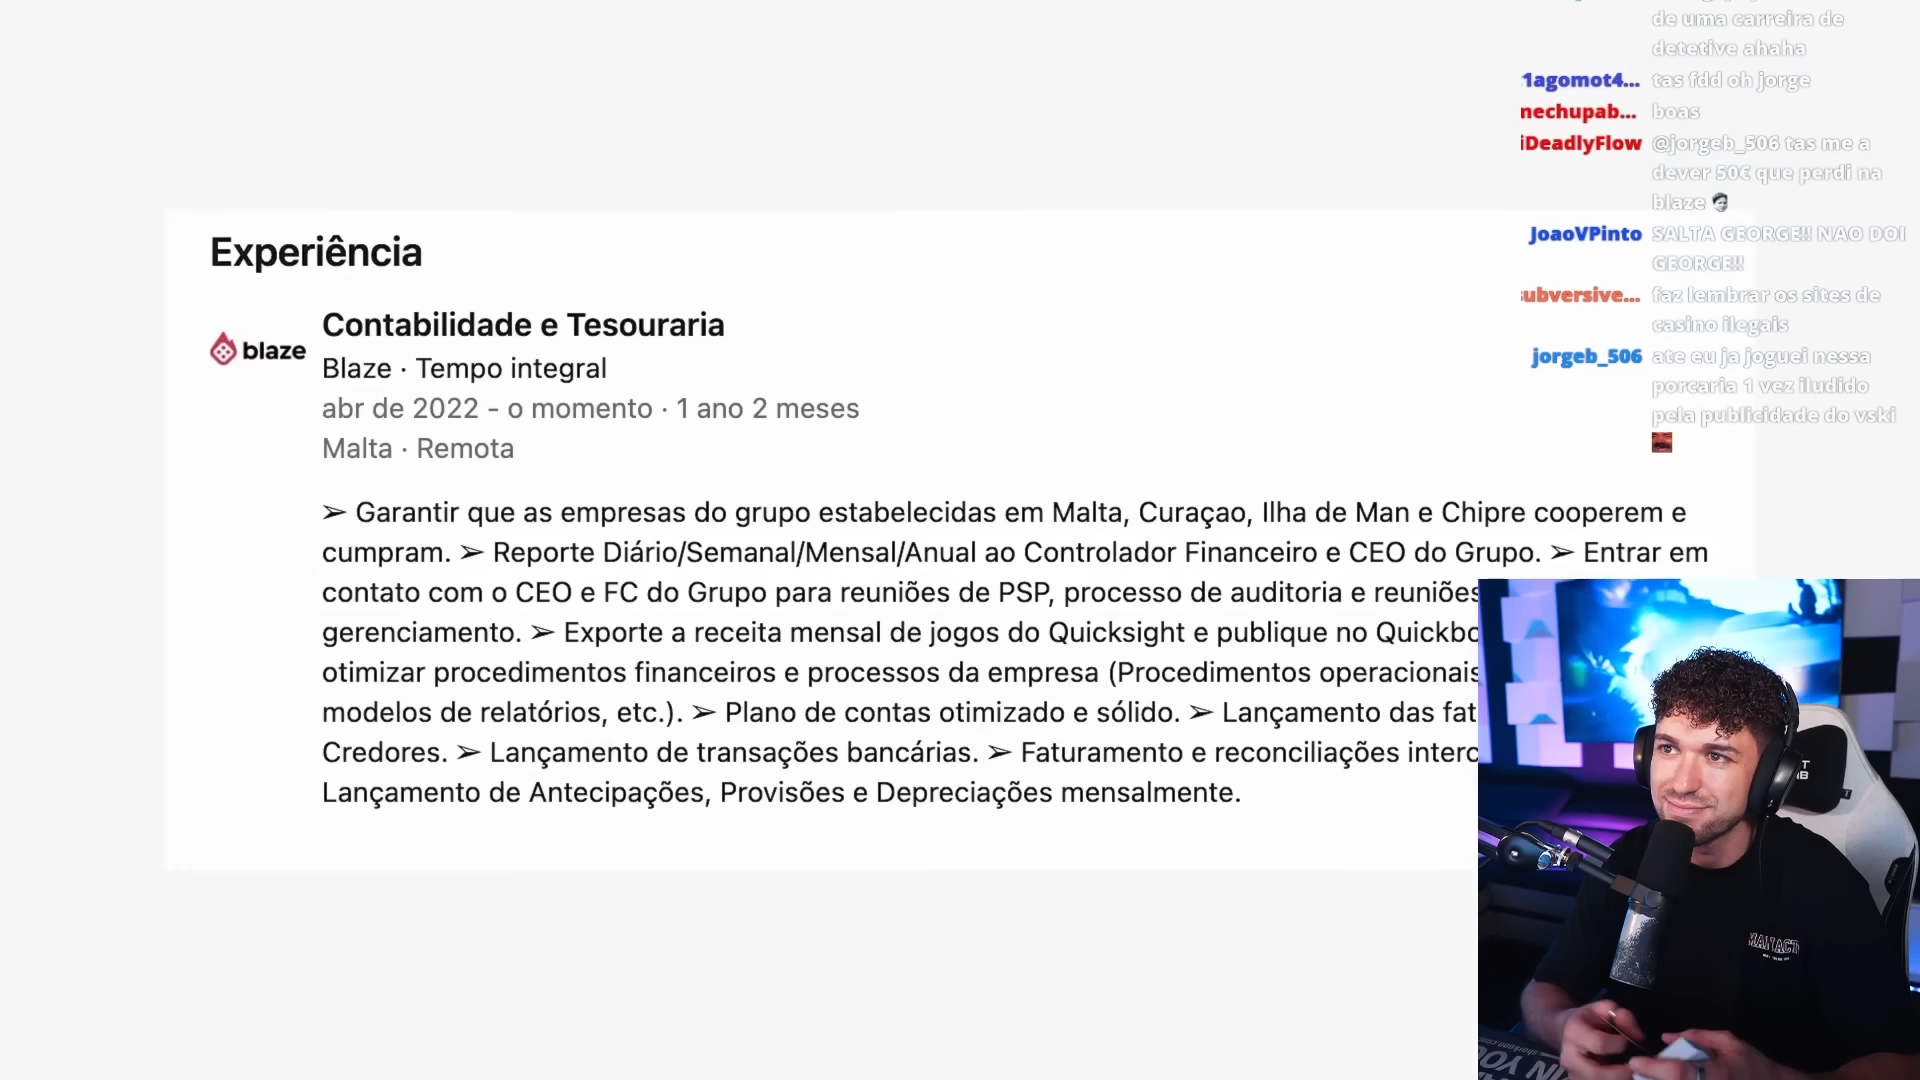 Experiência
blaze
Contabilidade e Tesouraria
Blaze · Tempo integral
abr de 2022 - o momento · 1 ano 2 meses
Malta · Remota
➢ Garantir que as empresas do grupo estabelecidas em Malta, Curaçao, Ilha de Man e Chipre cooperem e
cumpram. ➢ Reporte Diário/Semanal/Mensal/Anual ao Controlador Financeiro e CEO do Grupo. ➢ Entrar em
contato com o CEO e FC do Grupo para reuniões de PSP, processo de auditoria e reuniões
gerenciamento. ➢ Exporte a receita mensal de jogos do Quicksight e publique no Quickbo
otimizar procedimentos financeiros e processos da empresa (Procedimentos operacionais
modelos de relatórios, etc.). ➢ Plano de contas otimizado e sólido. ➢ Lançamento das fat
Credores. ➢ Lançamento de transações bancárias. ➢ Faturamento e reconciliações interc
Lançamento de Antecipações, Provisões e Depreciações mensalmente.
de uma carreira de
detetive ahaha
1agomot4... tas fdd oh jorge
nechupab... boas
iDeadlyFlow @jorgeb_506 tas me a
dever 50€ que perdi na
blaze
JoaoVPinto SALTA GEORGE!! NAO DOI
GEORGE!!
ubversive... faz lembrar os sites de
casino ilegais
jorgeb_506 ate eu ja joguei nessa
porcaria 1 vez iludido
pela publicidade do vski